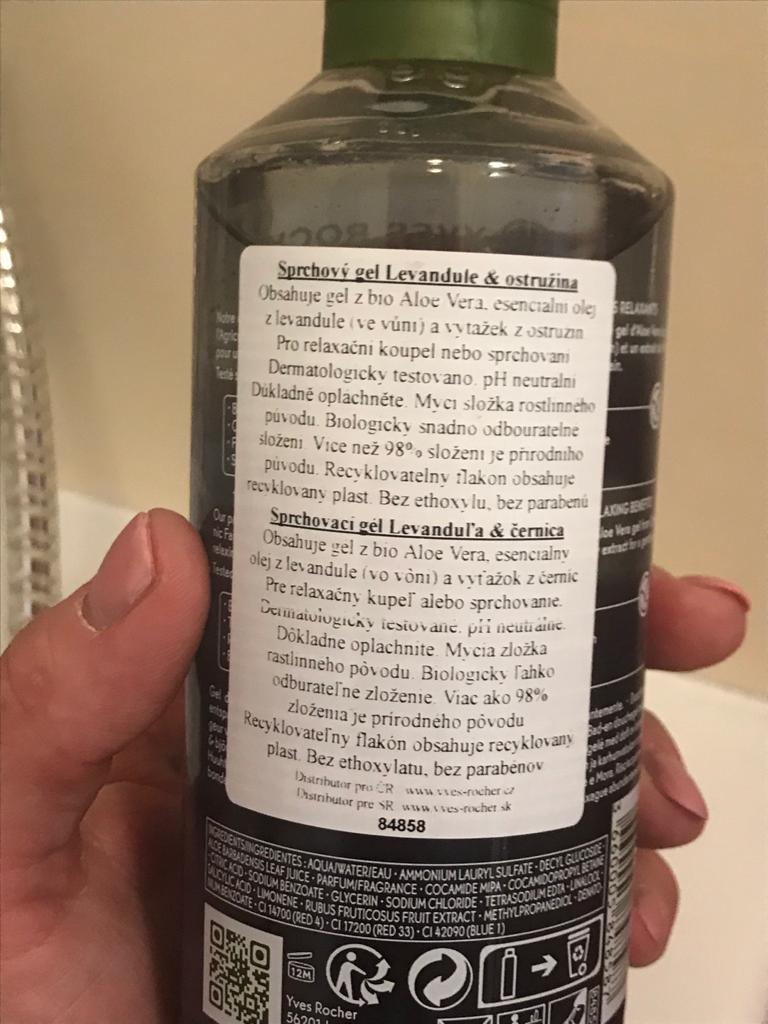 YVES ROCH
Sprchový gel Levandule & ostružina
Obsahuje gel z bio Aloe Vera, esenciální olej
z levandule (ve vůni) a výtažek z ostružin
Pro relaxační koupel nebo sprchování
Dermatologicky testováno, pH neutrální
Důkladně opláchněte. Mycí složka rostlinného
původu. Biologicky snadno odbouratelné
složení. Více než 98% složení je přírodního
původu. Recyklovatelný flakon obsahuje
recyklovaný plast. Bez ethoxylu, bez parabenů
Sprchovací gél Levanduľa & černica
Obsahuje gel z bio Aloe Vera, esenciálny
olej z levandule (vo vôni) a výťažok z černíc
Pre relaxačný kúpeľ alebo sprchovanie.
Dermatologicky testované, pH neutrálne.
Dôkladne opláchnite. Mycia zložka
rastlinného pôvodu. Biologicky ľahko
odbúrateľné zloženie. Viac ako 98%
zloženia je prírodného pôvodu
Recyklovateľný flakón obsahuje recyklovaný
plast. Bez ethoxylatu, bez parabénov
Distributor pro ČR www.yves-rocher.cz
Distributor pre SR www.yves-rocher.sk
84858
INGREDIENTS/INGREDIENTES : AQUA/WATER/EAU · AMMONIUM LAURYL SULFATE · DECYL GLUCOSIDE ·
ALOE BARBADENSIS LEAF JUICE · PARFUM/FRAGRANCE · COCAMIDE MIPA · COCAMIDOPROPYL BETAINE
· CITRIC ACID · SODIUM BENZOATE · GLYCERIN · SODIUM CHLORIDE · TETRASODIUM EDTA · LINALOOL ·
SALICYLIC ACID · LIMONENE · RUBUS FRUTICOSUS FRUIT EXTRACT · METHYLPROPANEDIOL · DENATO-
NIUM BENZOATE · CI 14700 (RED 4) · CI 17200 (RED 33) · CI 42090 (BLUE 1)
12M
Yves Rocher
56201